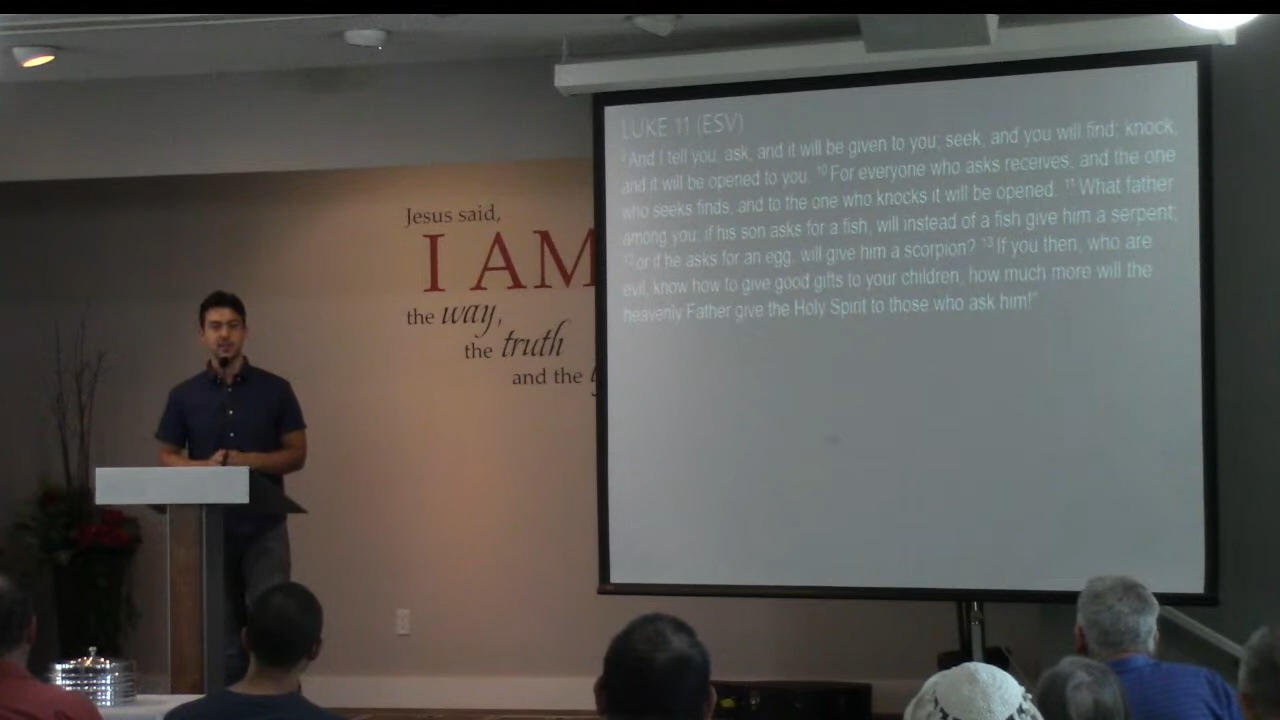 Jesus said,
I AM
the way,
the truth
and the
LUKE 11 (ESV)
9 And I tell you, ask, and it will be given to you; seek, and you will find; knock,
and it will be opened to you. 10 For everyone who asks receives, and the one
who seeks finds, and to the one who knocks it will be opened. 11 What father
among you, if his son asks for a fish, will instead of a fish give him a serpent;
12 or if he asks for an egg, will give him a scorpion? 13 If you then, who are
evil, know how to give good gifts to your children, how much more will the
heavenly Father give the Holy Spirit to those who ask him!"